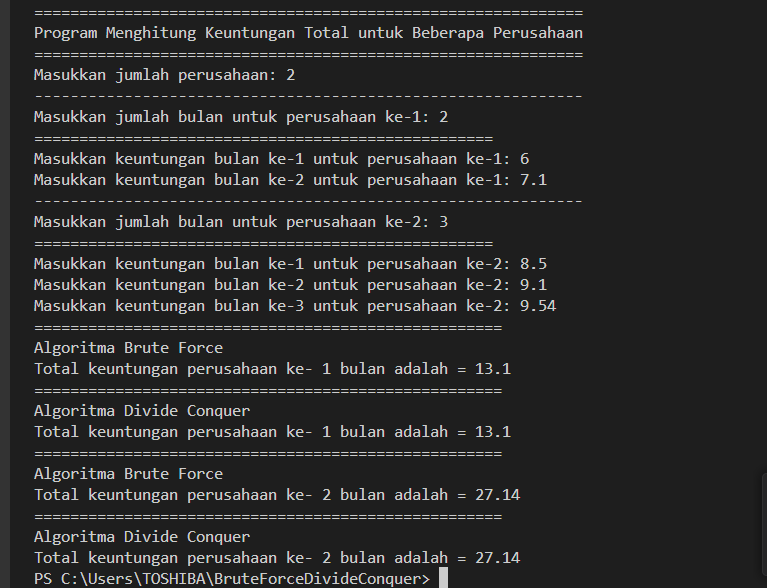 =============================================================
Program Menghitung Keuntungan Total untuk Beberapa Perusahaan
=============================================================
Masukkan jumlah perusahaan: 2
-------------------------------------------------------------
Masukkan jumlah bulan untuk perusahaan ke-1: 2
===================================================
Masukkan keuntungan bulan ke-1 untuk perusahaan ke-1: 6
Masukkan keuntungan bulan ke-2 untuk perusahaan ke-1: 7.1
-------------------------------------------------------------
Masukkan jumlah bulan untuk perusahaan ke-2: 3
===================================================
Masukkan keuntungan bulan ke-1 untuk perusahaan ke-2: 8.5
Masukkan keuntungan bulan ke-2 untuk perusahaan ke-2: 9.1
Masukkan keuntungan bulan ke-3 untuk perusahaan ke-2: 9.54
====================================================
Algoritma Brute Force
Total keuntungan perusahaan ke- 1 bulan adalah = 13.1
====================================================
Algoritma Divide Conquer
Total keuntungan perusahaan ke- 1 bulan adalah = 13.1
====================================================
Algoritma Brute Force
Total keuntungan perusahaan ke- 2 bulan adalah = 27.14
====================================================
Algoritma Divide Conquer
Total keuntungan perusahaan ke- 2 bulan adalah = 27.14
PS C:\Users\TOSHIBA\BruteForceDivideConquer>